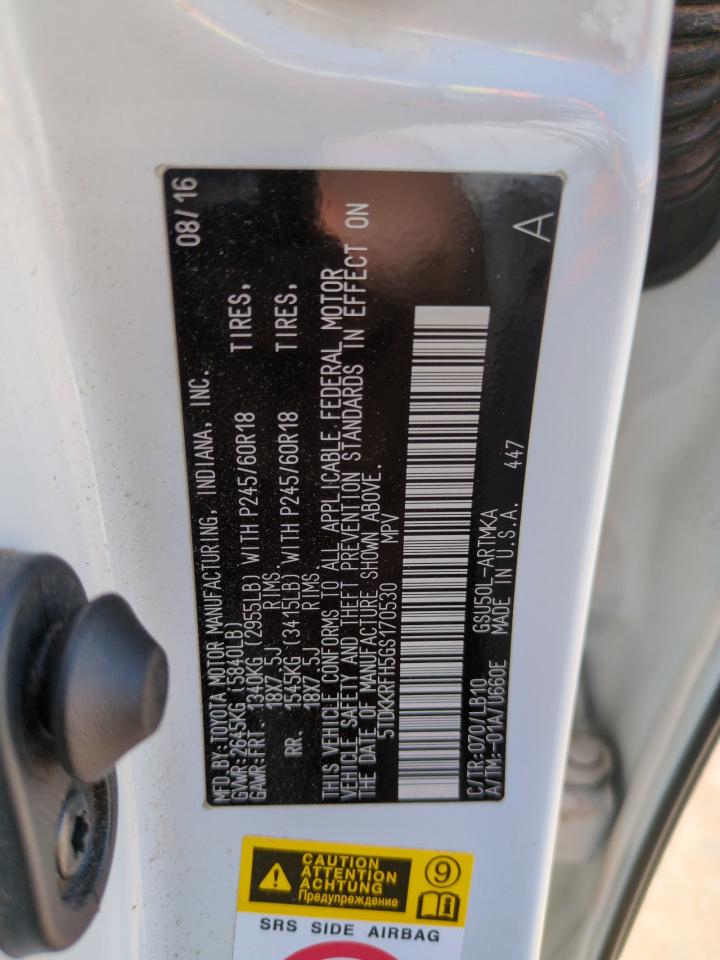 MFD.BY:TOYOTA MOTOR MANUFACTURING, INDIANA, INC. 08/16
GVWR:2645KG (5840LB)
GAWR:FRT. 1340KG (2955LB) WITH P245/60R18 TIRES,
18X7.5J RIMS,
RR. 1545KG (3415LB) WITH P245/60R18 TIRES,
18X7.5J RIMS
THIS VEHICLE CONFORMS TO ALL APPLICABLE FEDERAL MOTOR
VEHICLE SAFETY AND THEFT PREVENTION STANDARDS IN EFFECT ON
THE DATE OF MANUFACTURE SHOWN ABOVE.
5TDKKRFH5GS170530 MPV
C/TR:070/LB10 GSU50L-ARTMKA
A/TM:-01A/U660E MADE IN U.S.A. 447
A
CAUTION
ATTENTION
ACHTUNG
Предупреждение
9
SRS SIDE AIRBAG